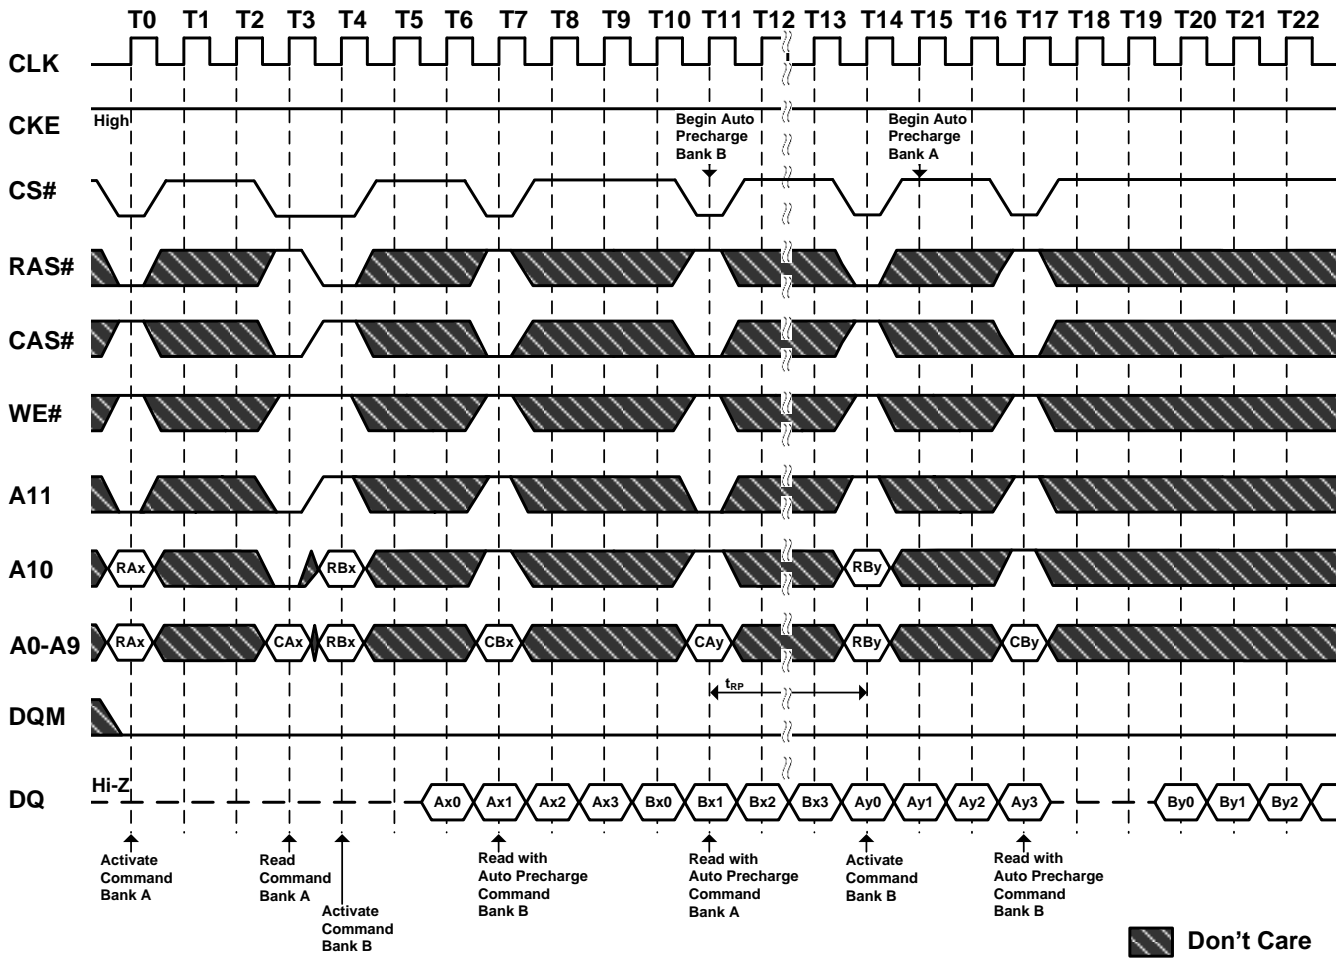 T0 T1 T2 T3 T4 T5 T6 T7 T8 T9 T10 T11 T12 T13 T14 T15 T16 T17 T18 T19 T20 T21 T22
CLK
CKE
High
Begin Auto
Precharge
Bank B
Begin Auto
Precharge
Bank A
CS#
RAS#
CAS#
WE#
A11
A10
RAx RBx RBy
A0-A9
RAx CAx RBx CBx CAy RBy CBy
tRP
DQM
DQ
Hi-Z
Ax0 Ax1 Ax2 Ax3 Bx0 Bx1 Bx2 Bx3 Ay0 Ay1 Ay2 Ay3 By0 By1 By2
Activate
Command
Bank A
Read
Command
Bank A
Activate
Command
Bank B
Read with
Auto Precharge
Command
Bank B
Read with
Auto Precharge
Command
Bank A
Activate
Command
Bank B
Read with
Auto Precharge
Command
Bank B
Don't Care